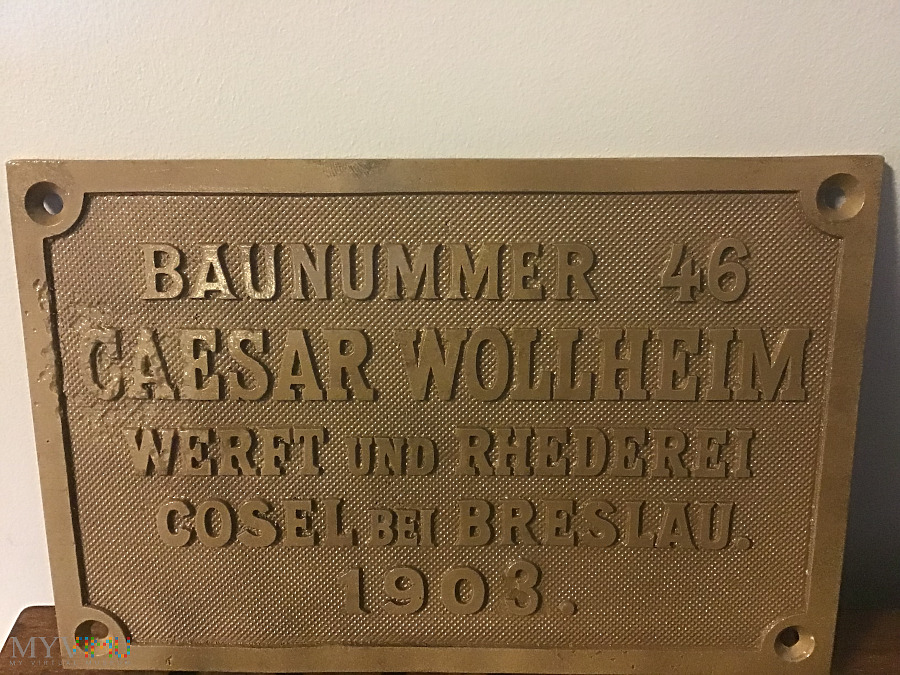 BAUNUMMER 46
CAESAR WOLLHEIM
WERFT UND RHEDEREI
COSEL BEI BRESLAU.
1903.